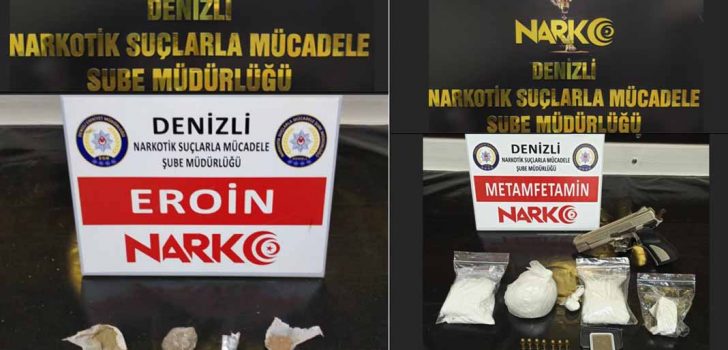 DENİZLİ
NARKOTİK SUÇLARLA MÜCADELE
ŞUBE MÜDÜRLÜĞÜ
DENİZLİ
NARKOTİK SUÇLARLA MÜCADELE
ŞUBE MÜDÜRLÜĞÜ
EROİN
NARKO
NARKO
DENİZLİ
NARKOTİK SUÇLARLA MÜCADELE
ŞUBE MÜDÜRLÜĞÜ
DENİZLİ
NARKOTİK SUÇLARLA MÜCADELE
ŞUBE MÜDÜRLÜĞÜ
METAMFETAMİN
NARKO